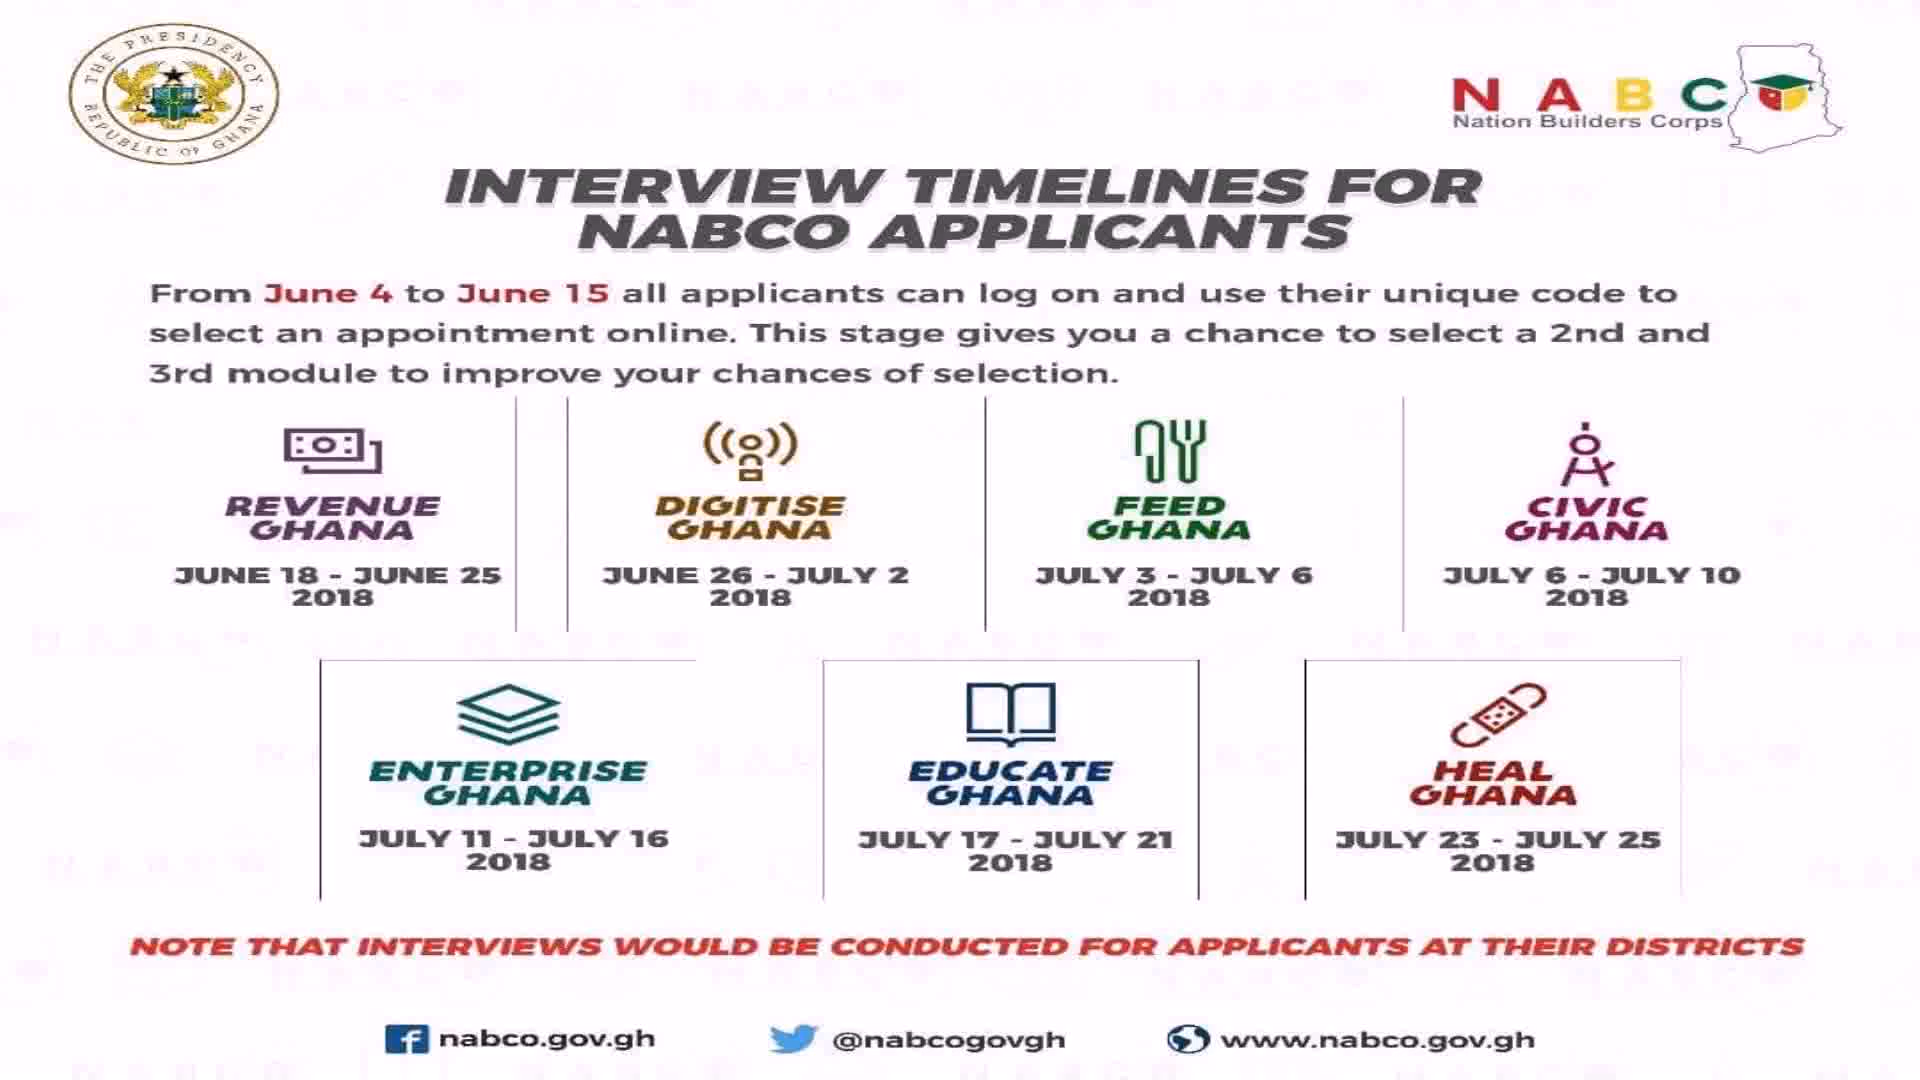 THE PRESIDENCY
REPUBLIC OF GHANA
NABC
Nation Builders Corps
INTERVIEW TIMELINES FOR
NABCO APPLICANTS
From June 4 to June 15 all applicants can log on and use their unique code to
select an appointment online. This stage gives you a chance to select a 2nd and
3rd module to improve your chances of selection.
REVENUE
GHANA
JUNE 18 - JUNE 25
2018
DIGITISE
GHANA
JUNE 26 - JULY 2
2018
FEED
GHANA
JULY 3 - JULY 6
2018
CIVIC
GHANA
JULY 6 - JULY 10
2018
ENTERPRISE
GHANA
JULY 11 - JULY 16
2018
EDUCATE
GHANA
JULY 17 - JULY 21
2018
HEAL
GHANA
JULY 23 - JULY 25
2018
NOTE THAT INTERVIEWS WOULD BE CONDUCTED FOR APPLICANTS AT THEIR DISTRICTS
nabco.gov.gh
@nabcogovgh
www.nabco.gov.gh